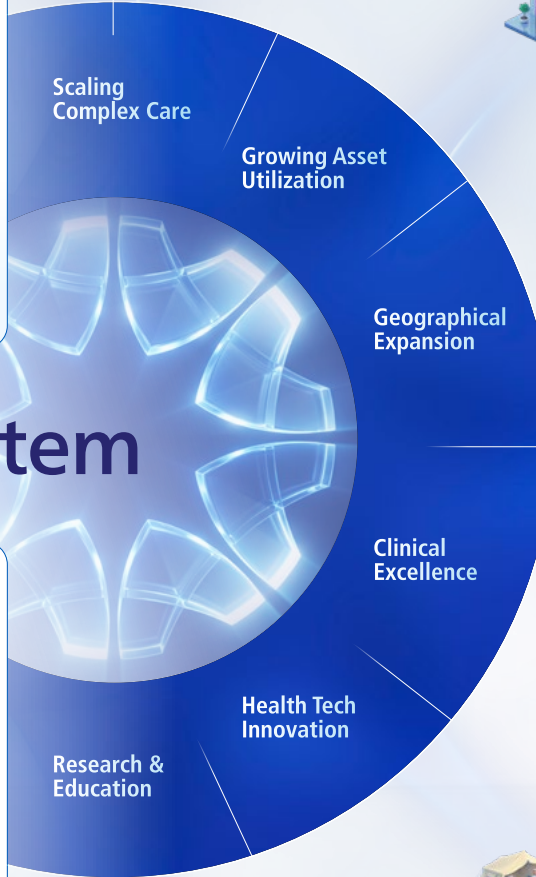 Scaling
Complex Care
Growing Asset
Utilization
Geographical
Expansion
tem
Clinical
Excellence
Health Tech
Innovation
Research &
Education